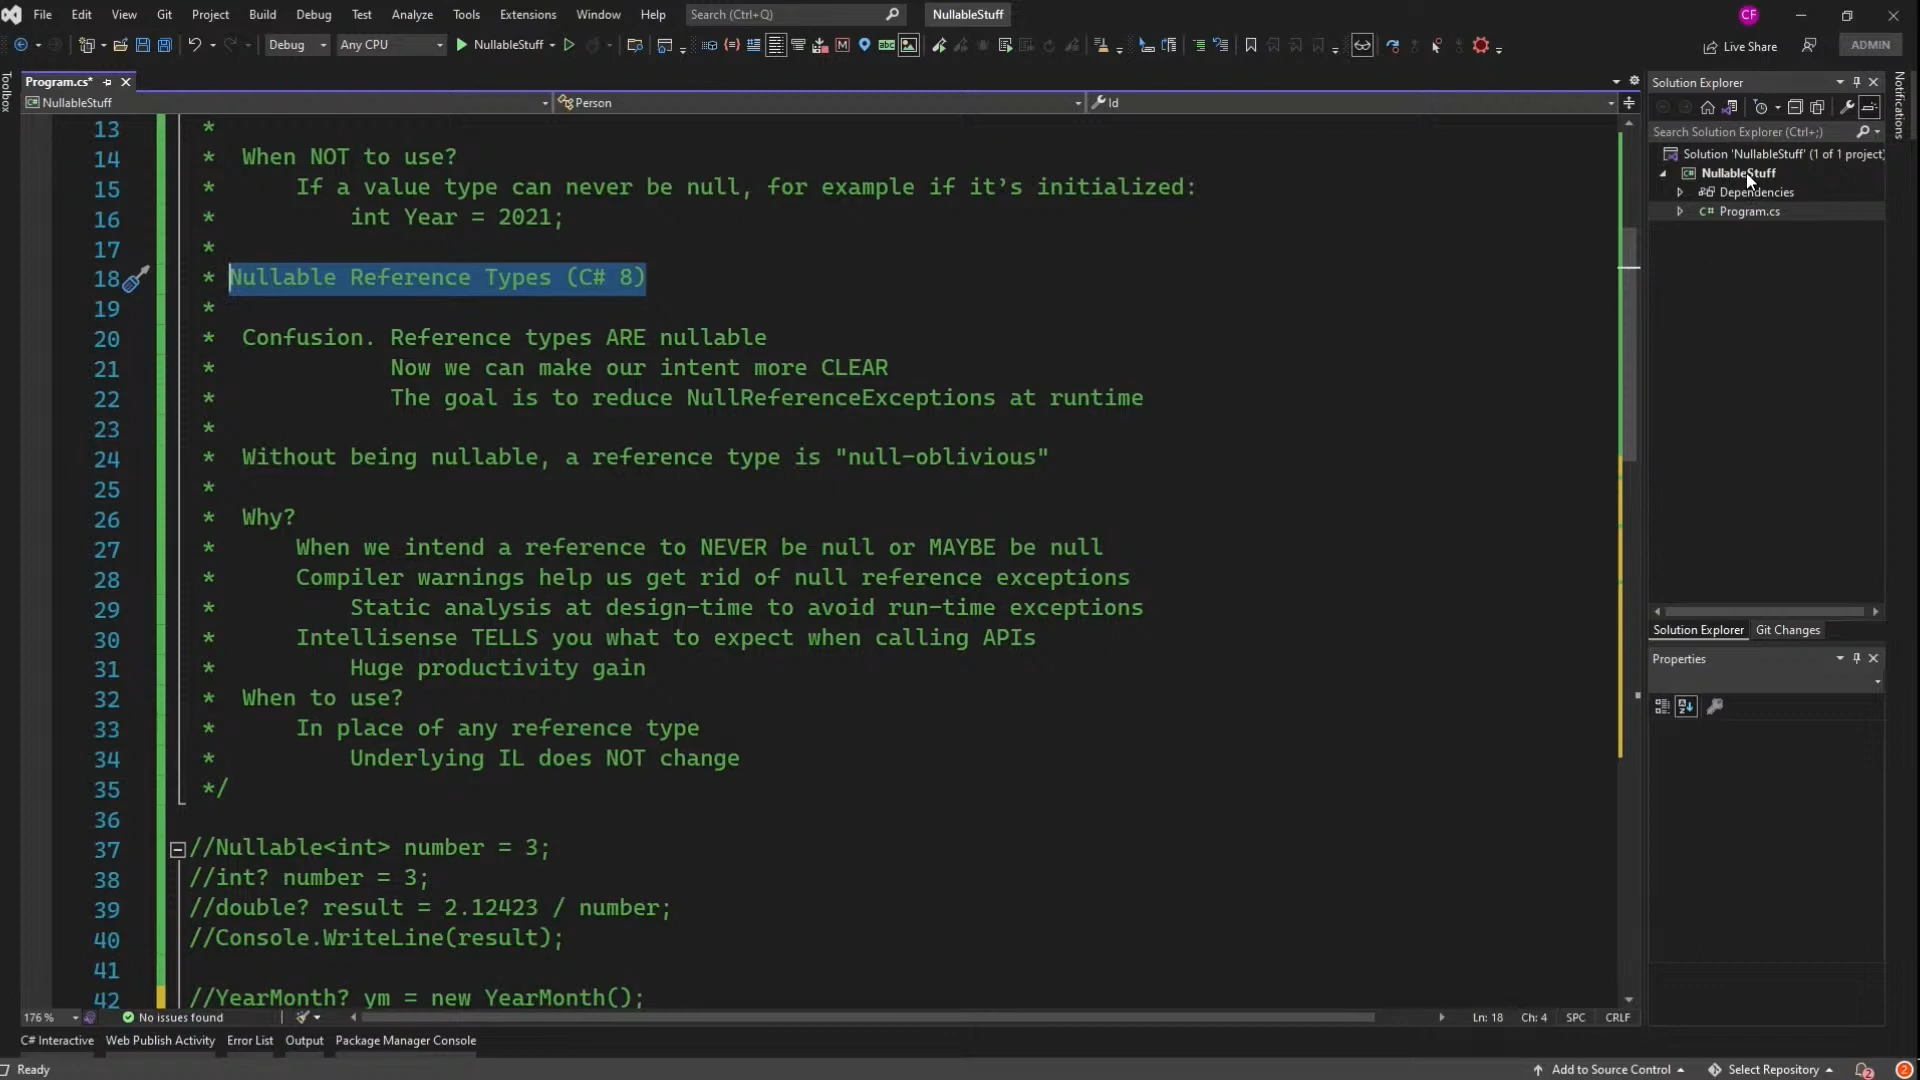 File Edit View Git Project Build Debug Test Analyze Tools Extensions Window Help Search (Ctrl+Q) NullableStuff CF
Debug Any CPU NullableStuff Live Share ADMIN
Toolbox
Program.cs*
NullableStuff Person Id
13 *
14 * When NOT to use?
15 * If a value type can never be null, for example if it’s initialized:
16 * int Year = 2021;
17 *
18 * Nullable Reference Types (C# 8)
19 *
20 * Confusion. Reference types ARE nullable
21 * Now we can make our intent more CLEAR
22 * The goal is to reduce NullReferenceExceptions at runtime
23 *
24 * Without being nullable, a reference type is "null-oblivious"
25 *
26 * Why?
27 * When we intend a reference to NEVER be null or MAYBE be null
28 * Compiler warnings help us get rid of null reference exceptions
29 * Static analysis at design-time to avoid run-time exceptions
30 * Intellisense TELLS you what to expect when calling APIs
31 * Huge productivity gain
32 * When to use?
33 * In place of any reference type
34 * Underlying IL does NOT change
35 */
36
37 //Nullable<int> number = 3;
38 //int? number = 3;
39 //double? result = 2.12423 / number;
40 //Console.WriteLine(result);
41
42 //YearMonth? ym = new YearMonth();
176 % No issues found Ln: 18 Ch: 4 SPC CRLF
C# Interactive Web Publish Activity Error List Output Package Manager Console
Ready Add to Source Control Select Repository 2 2
Solution Explorer
Search Solution Explorer (Ctrl+;)
Solution 'NullableStuff' (1 of 1 project)
C# NullableStuff
Dependencies
C# Program.cs
Solution Explorer Git Changes
Properties
Notifications